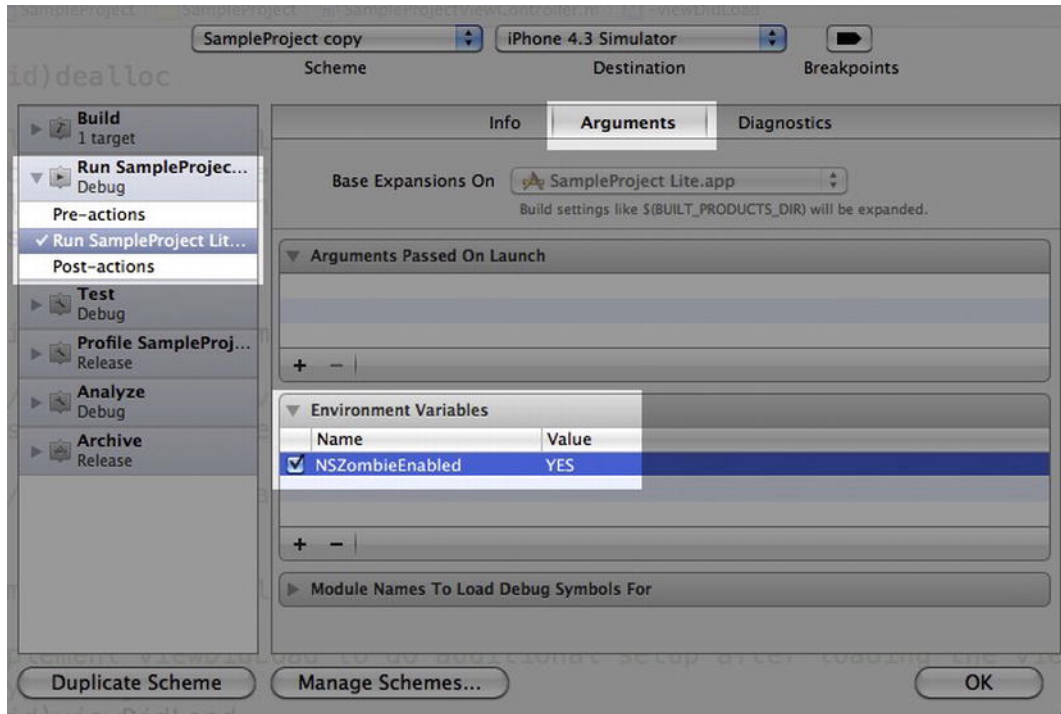 SampleProject copy iPhone 4.3 Simulator
Scheme Destination Breakpoints
id)dealloc
Build
1 target
Run SampleProjec...
Debug
Pre-actions
Run SampleProject Lit...
Post-actions
Test
Debug
Profile SampleProj...
Release
Analyze
Debug
Archive
Release
Info Arguments Diagnostics
Base Expansions On SampleProject Lite.app
Build settings like $(BUILT_PRODUCTS_DIR) will be expanded.
Arguments Passed On Launch
Environment Variables
Name Value
NSZombieEnabled YES
Module Names To Load Debug Symbols For
Duplicate Scheme Manage Schemes... OK